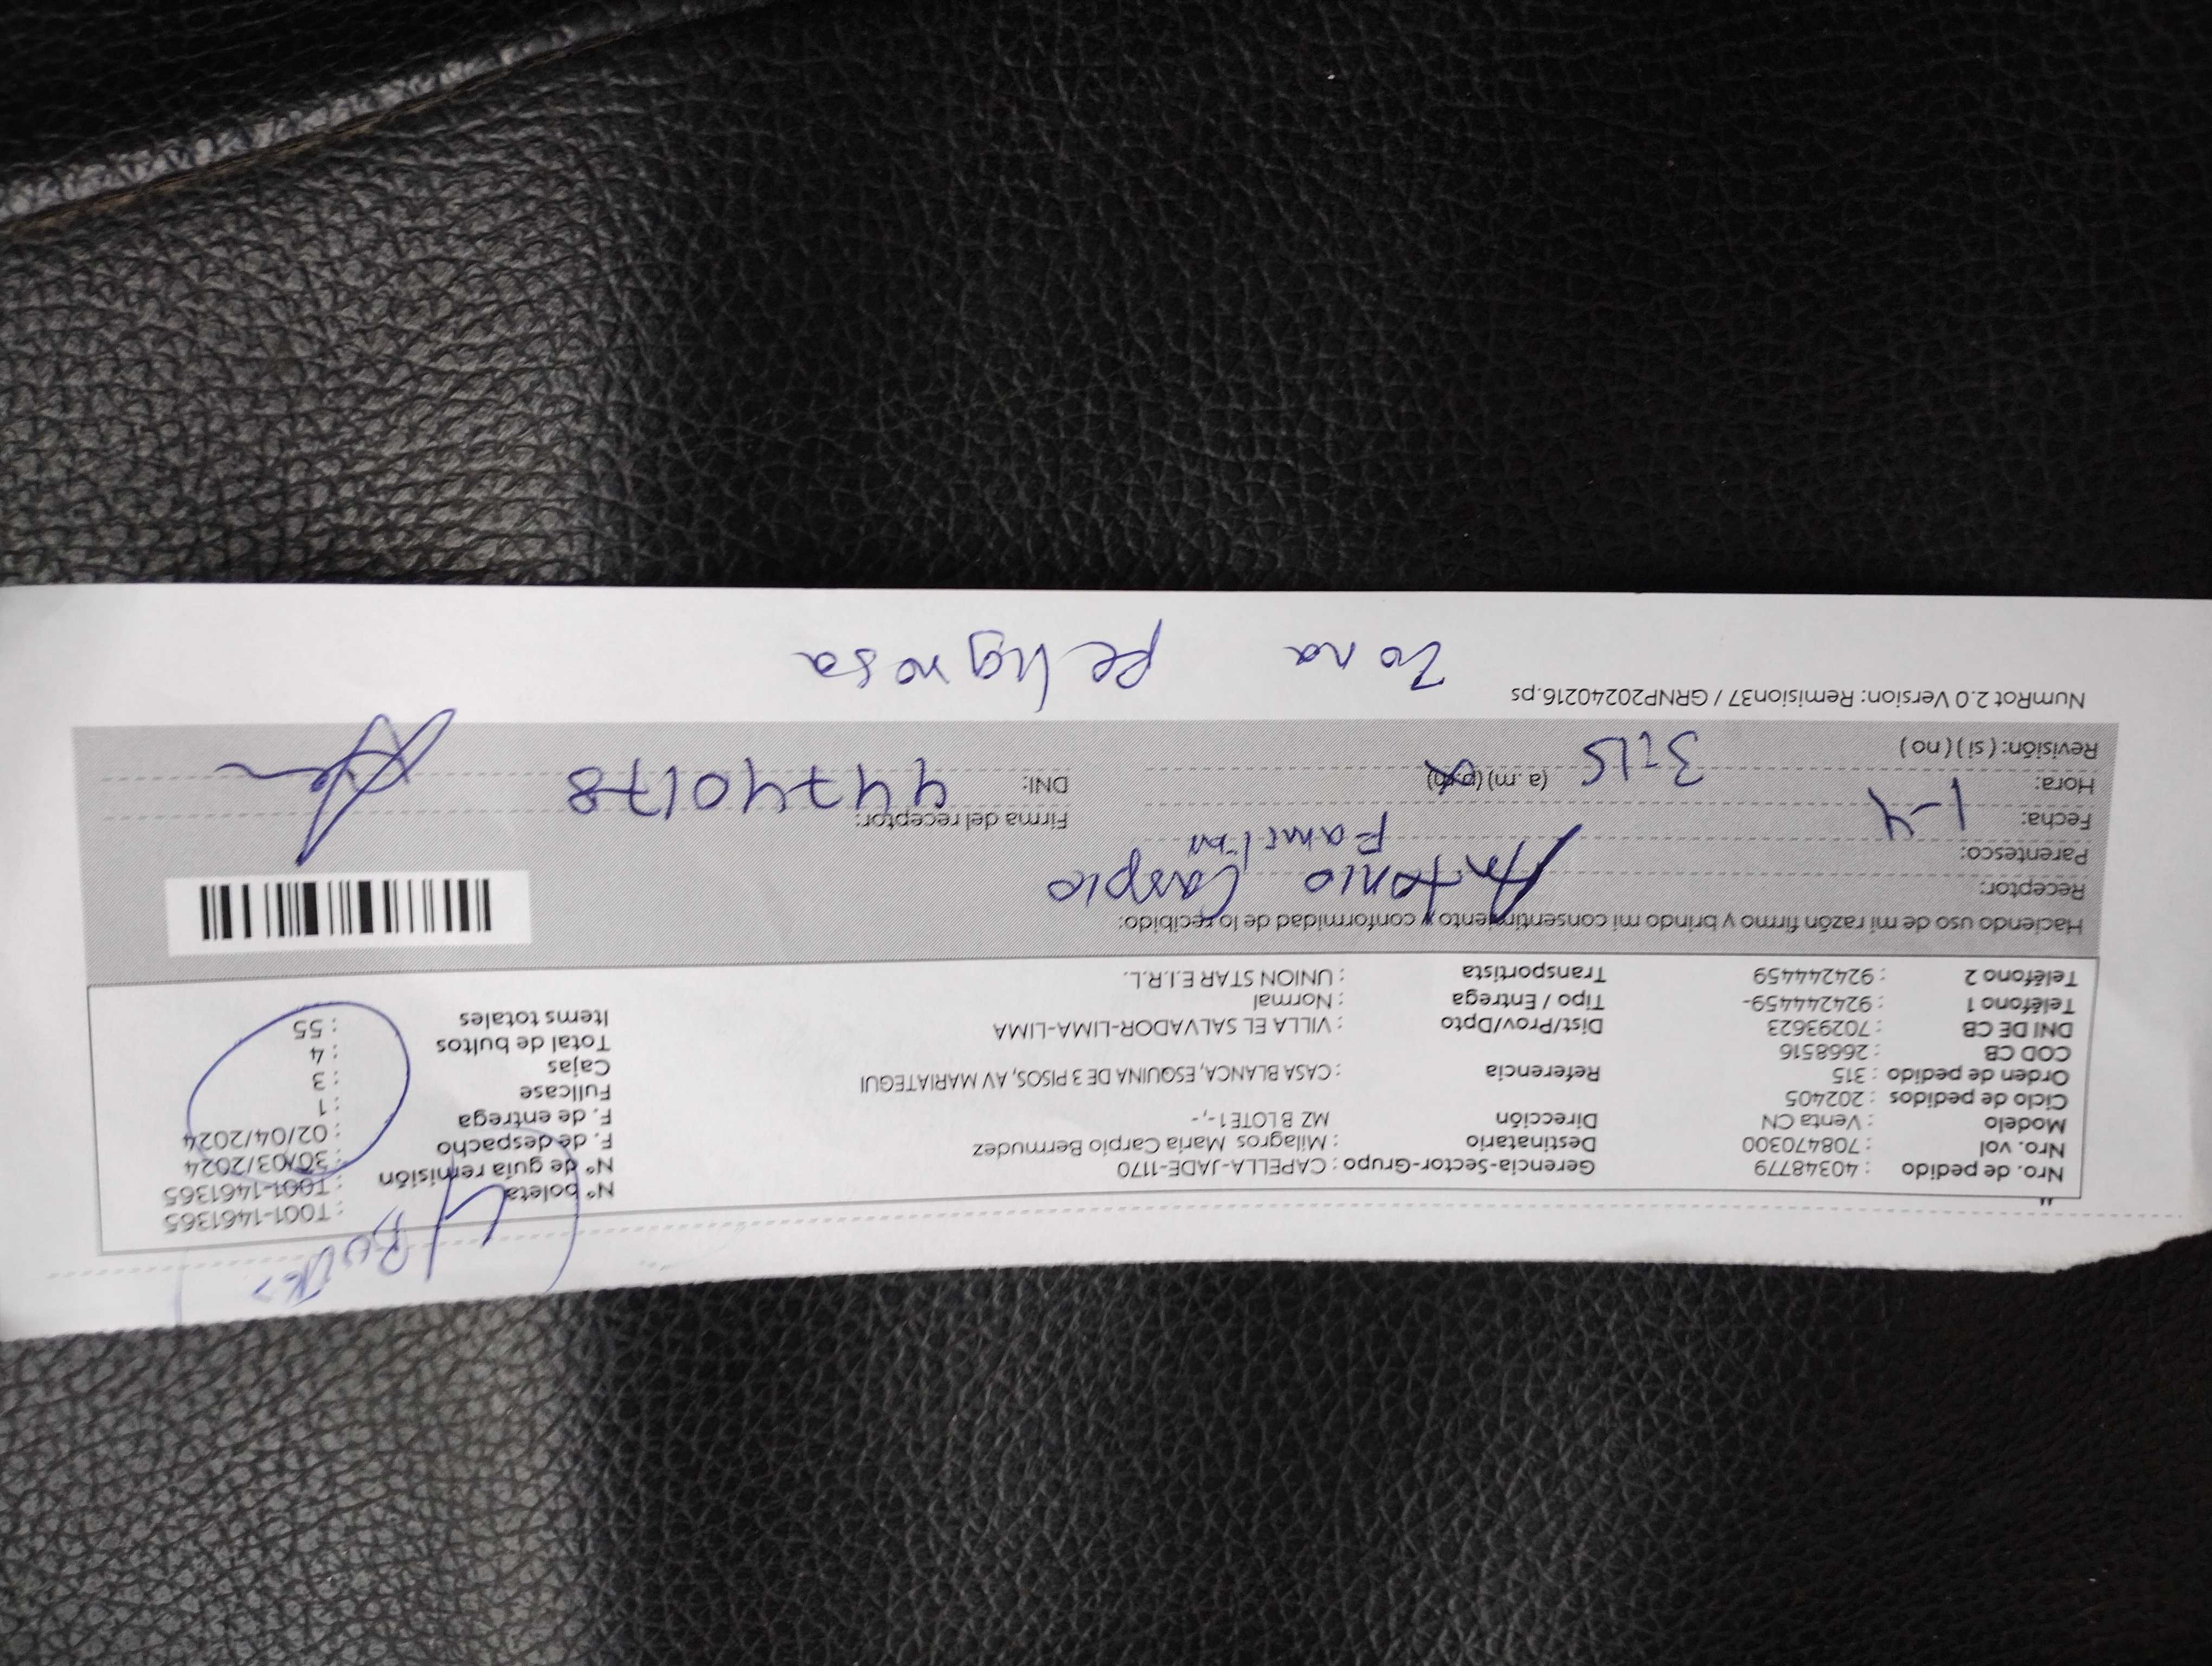 4 Bultos
"
Nro. de pedido : 40348779 Gerencia-Sector-Grupo : CAPELLA-JADE-1170 N° boleta : T001-1461365
Nro. vol : 708470300 Destinatario : Milagros Maria Carpio Bermudez N° de guía remisión : T001-1461365
Modelo : Venta CN Dirección MZ B LOTE1 -,- F. de despacho : 30/03/2024
Ciclo de pedidos : 202405 F. de entrega : 02/04/2024
Orden de pedido : 315 Referencia : CASA BLANCA, ESQUINA DE 3 PISOS, AV MARIATEGUI Fullcase : 1
COD CB : 2668516 Cajas : 3
DNI DE CB : 70293623 Dist/Prov/Dpto : VILLA EL SALVADOR-LIMA-LIMA Total de bultos : 4
Teléfono 1 : 924244459- Tipo / Entrega : Normal Items totales : 55
Teléfono 2 : 924244459 Transportista : UNION STAR E.I.R.L.
Haciendo uso de mi razón firmo y brindo mi consentimiento y conformidad de lo recibido:
Receptor: Antonio Carpio
Parentesco: Familiar
Fecha: 1-4 Firma del receptor:
Hora: 3:15 (a.m) (p.m) DNI: 44740178
Revisión: ( si ) ( no )
NumRot 2.0 Version: Remision37 / GRNP20240216.ps
Zona peligrosa